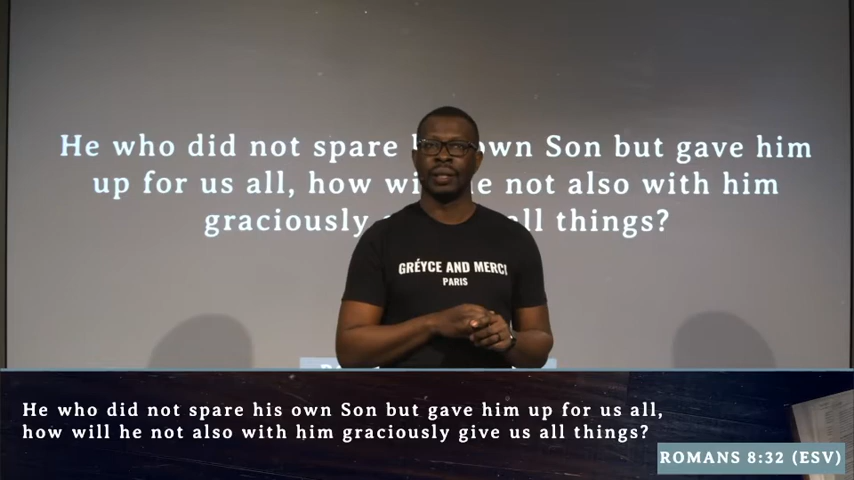 He who did not spare own Son but gave him
up for us all, how he not also with him
graciously all things?
GRÉYCE AND MERCI
PARIS
He who did not spare his own Son but gave him up for us all,
how will he not also with him graciously give us all things?
ROMANS 8:32 (ESV)